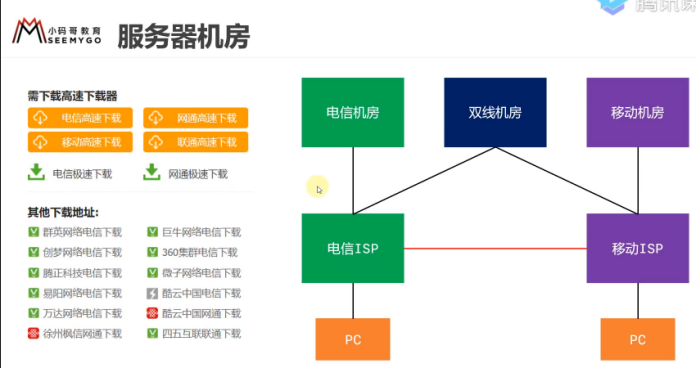 小码哥教育
SEEMYGO
服务器机房
腾讯课
需下载高速下载器
电信高速下载
网通高速下载
移动高速下载
联通高速下载
电信极速下载
网通极速下载
其他下载地址:
群英网络电信下载
巨牛网络电信下载
创梦网络电信下载
360集群电信下载
腾正科技电信下载
微子网络电信下载
易阳网络电信下载
酷云中国电信下载
万达网络电信下载
酷云中国网通下载
徐州枫信网通下载
四五互联联通下载
电信机房
双线机房
移动机房
电信ISP
移动ISP
PC
PC